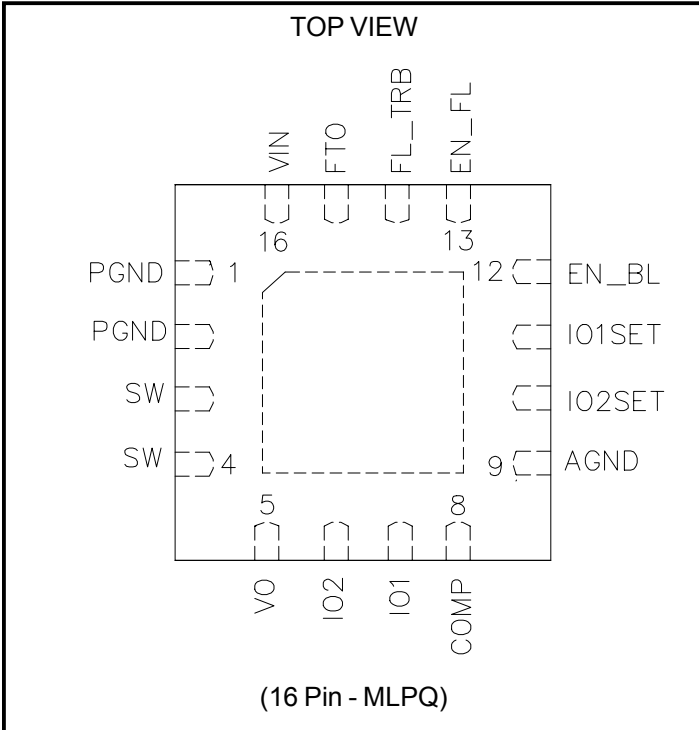 TOP VIEW
VIN
FTO
FL_TRB
EN_FL
16
13
PGND 1
12 EN_BL
PGND
IO1SET
SW
IO2SET
SW 4
9 AGND
5
8
VO
IO2
IO1
COMP
(16 Pin - MLPQ)